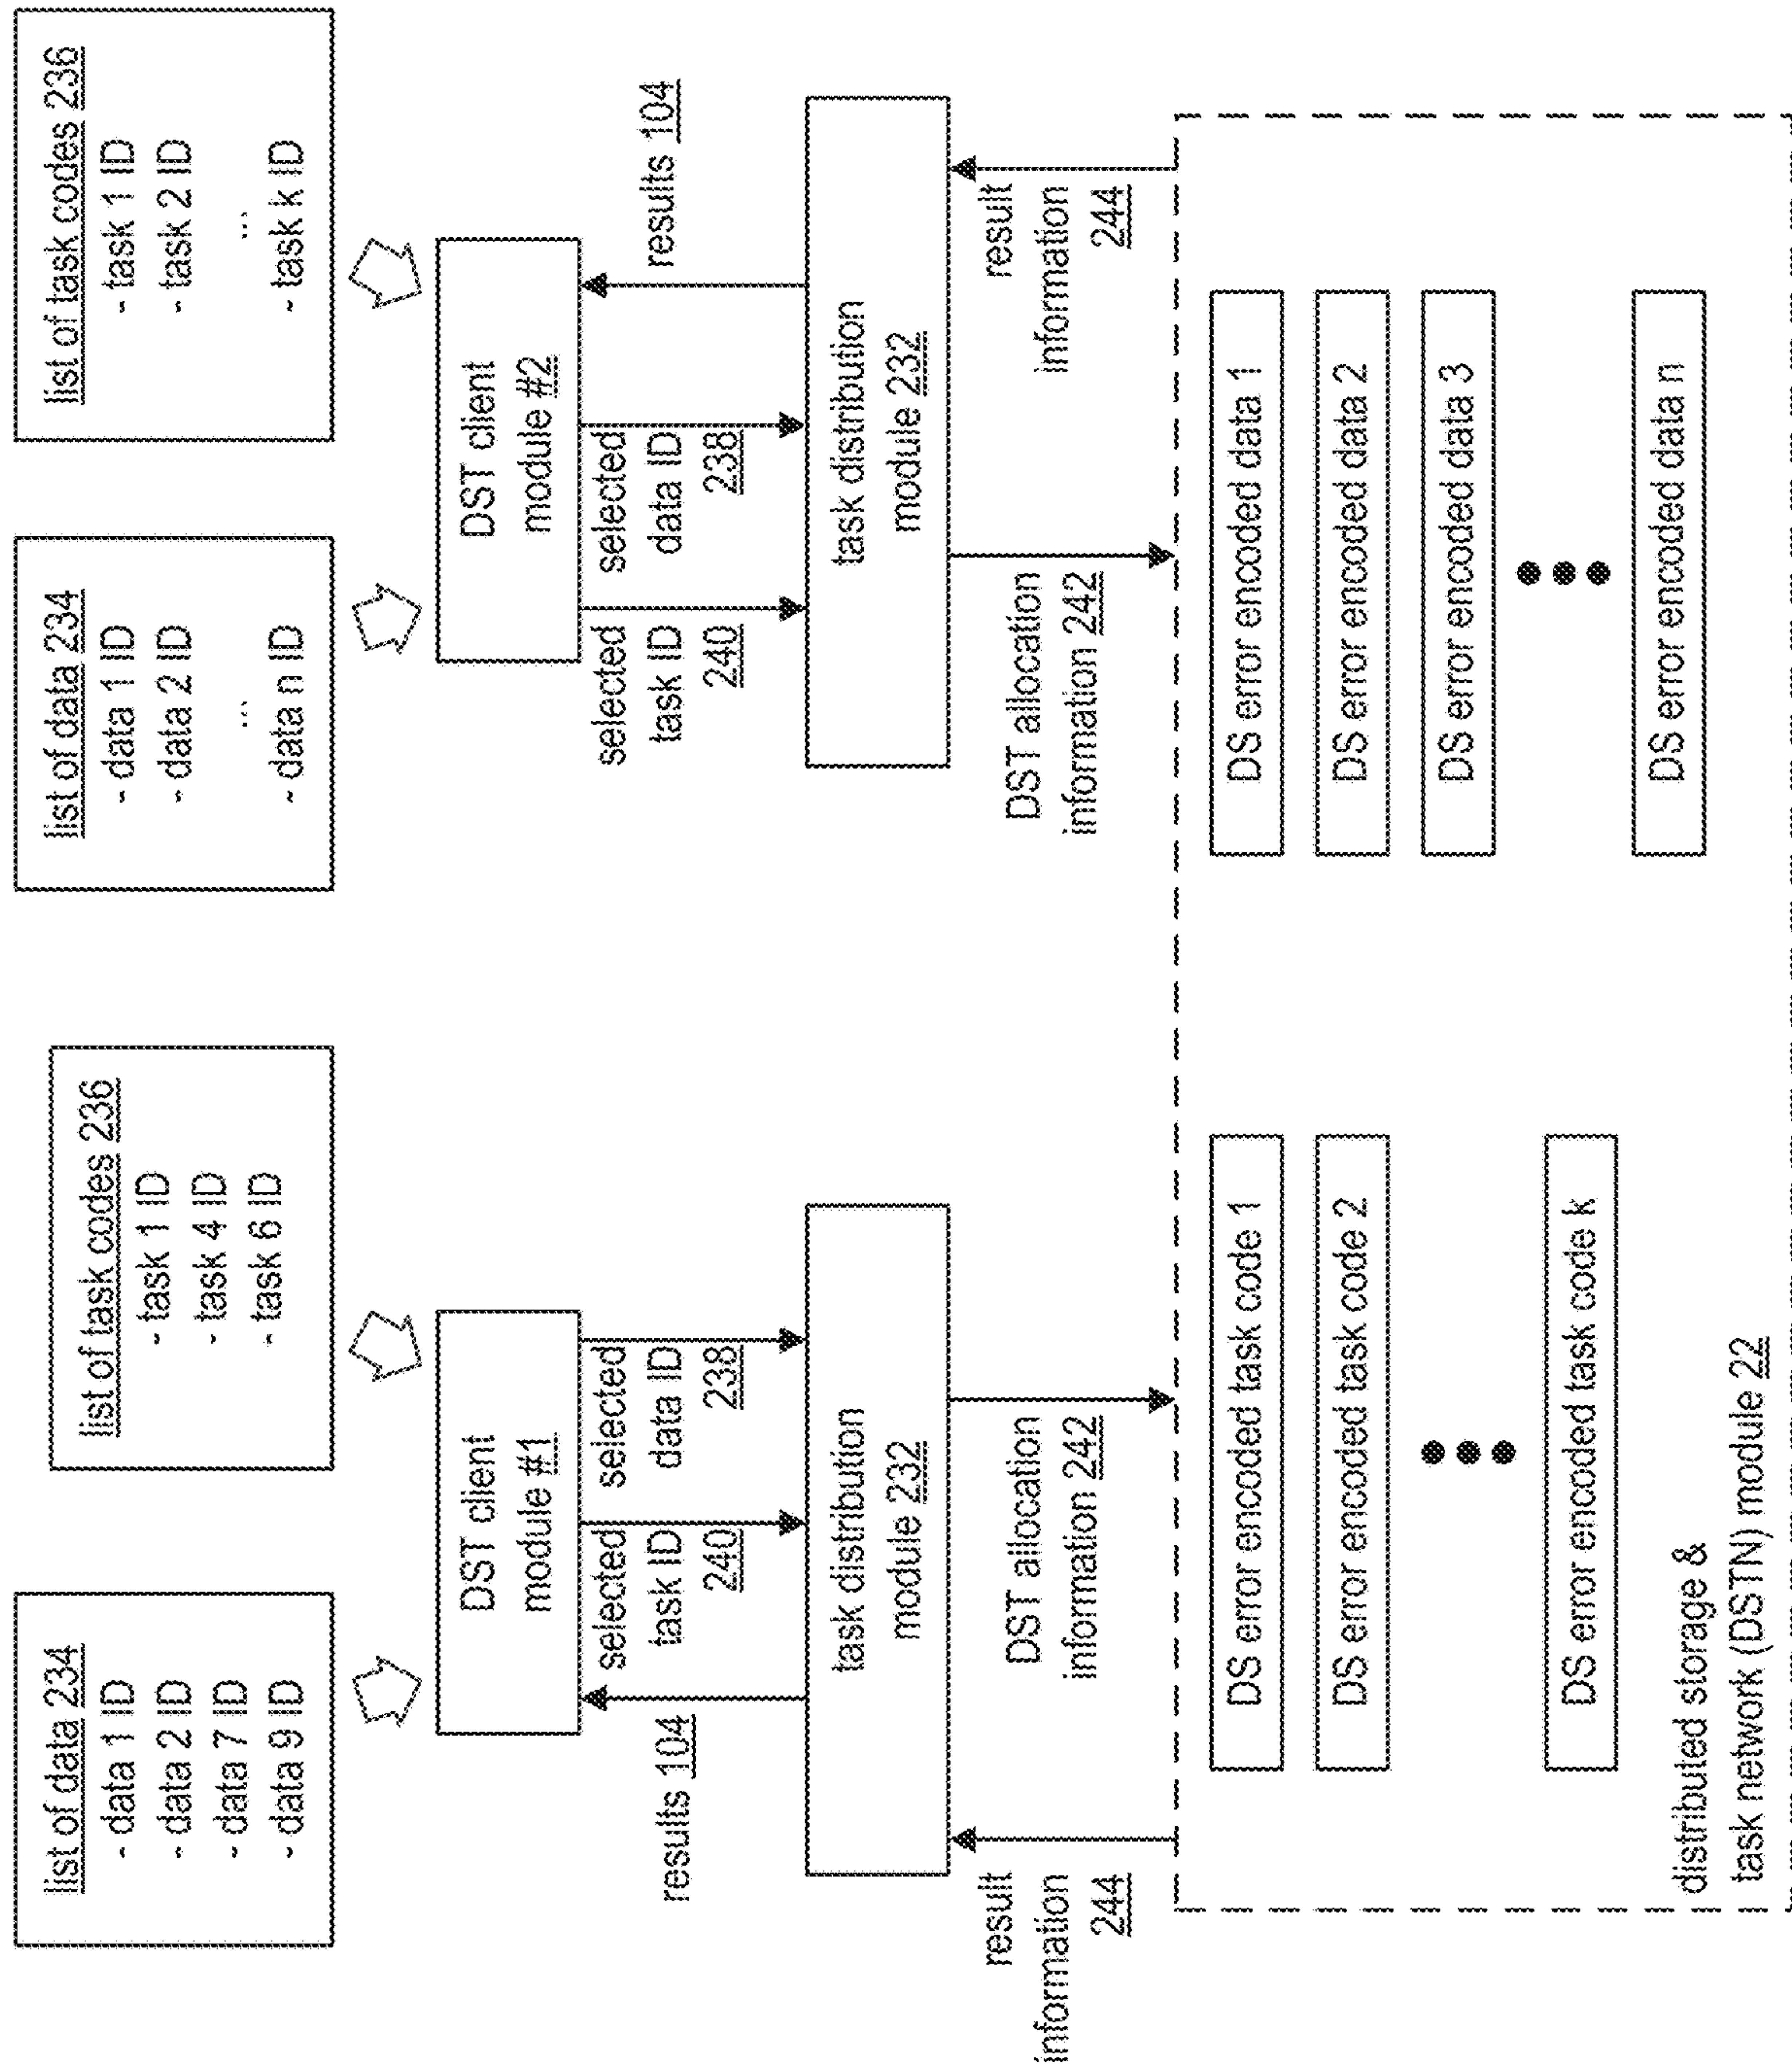 list of data 234
- data 1 ID
- data 2 ID
- data 7 ID
- data 9 ID
list of task codes 236
- task 1 ID
- task 4 ID
- task 6 ID
list of data 234
- data 1 ID
- data 2 ID
...
- data n ID
list of task codes 236
- task 1 ID
- task 2 ID
...
- task k ID
DST client
module #1
DST client
module #2
results 104
selected
task ID
240
selected
data ID
238
selected
task ID
240
selected
data ID
238
results 104
task distribution
module 232
task distribution
module 232
result
information
244
DST allocation
information 242
DST allocation
information 242
result
information
244
DS error encoded task code 1
DS error encoded task code 2
DS error encoded task code k
DS error encoded data 1
DS error encoded data 2
DS error encoded data 3
DS error encoded data n
distributed storage &
task network (DSTN) module 22